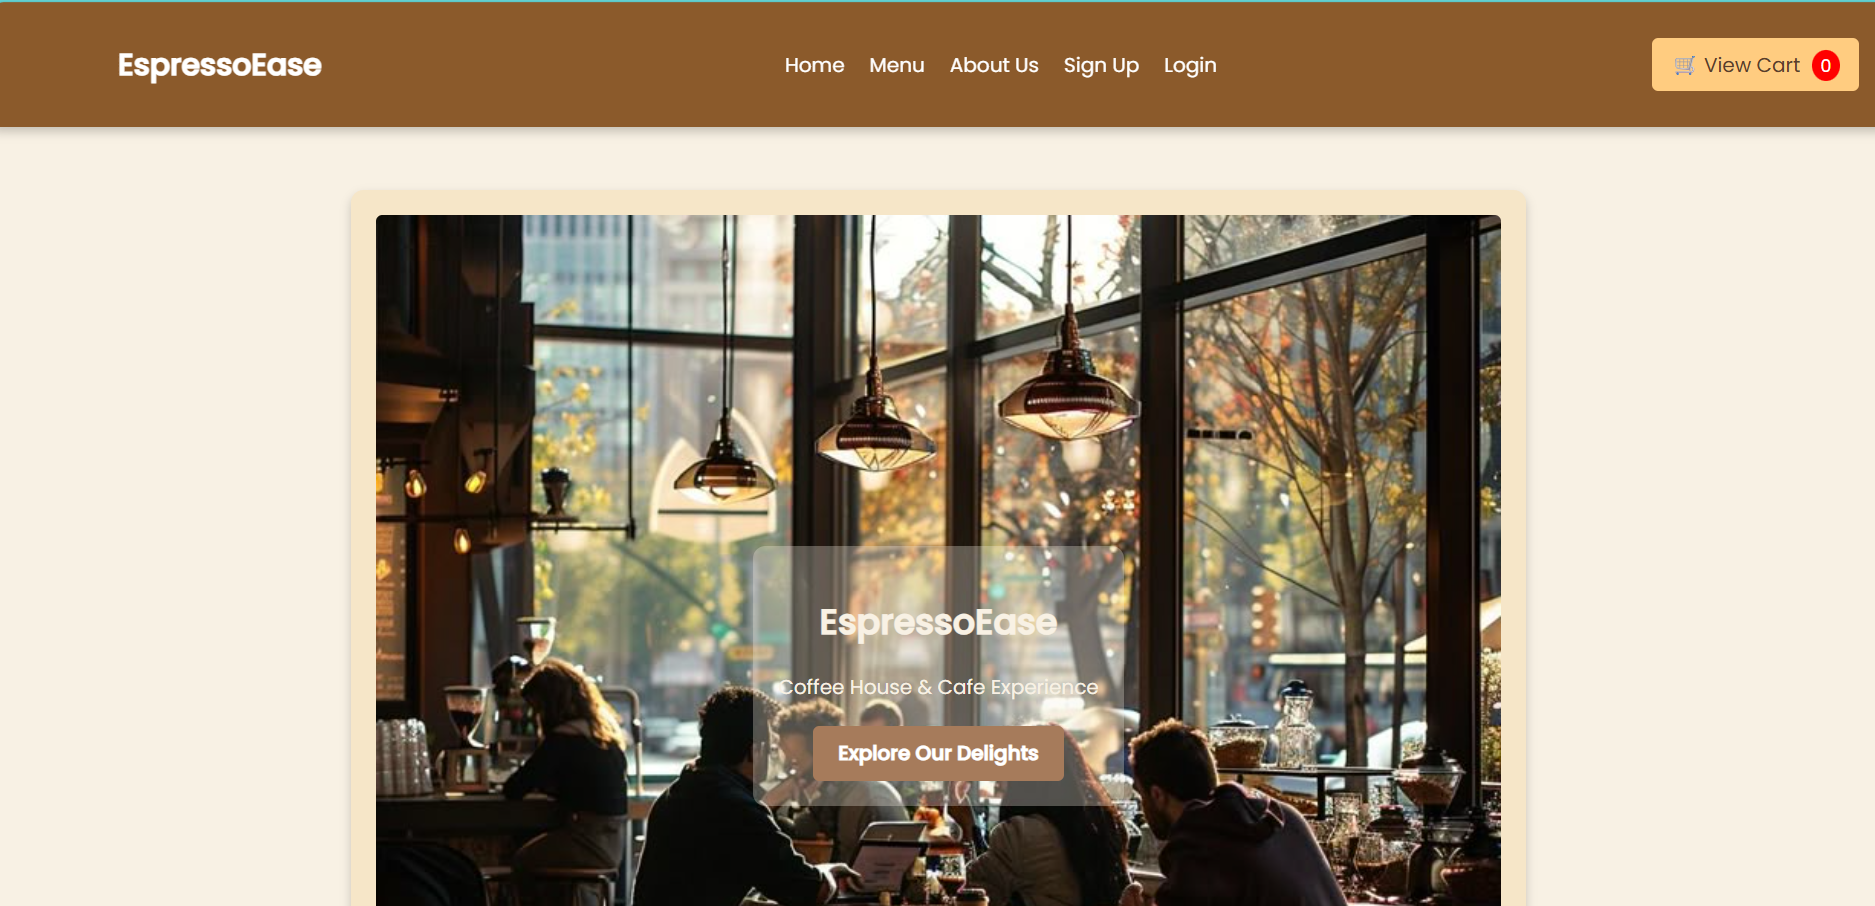 EspressoEase
Home Menu About Us Sign Up Login
View Cart 0
EspressoEase
Coffee House & Cafe Experience
Explore Our Delights